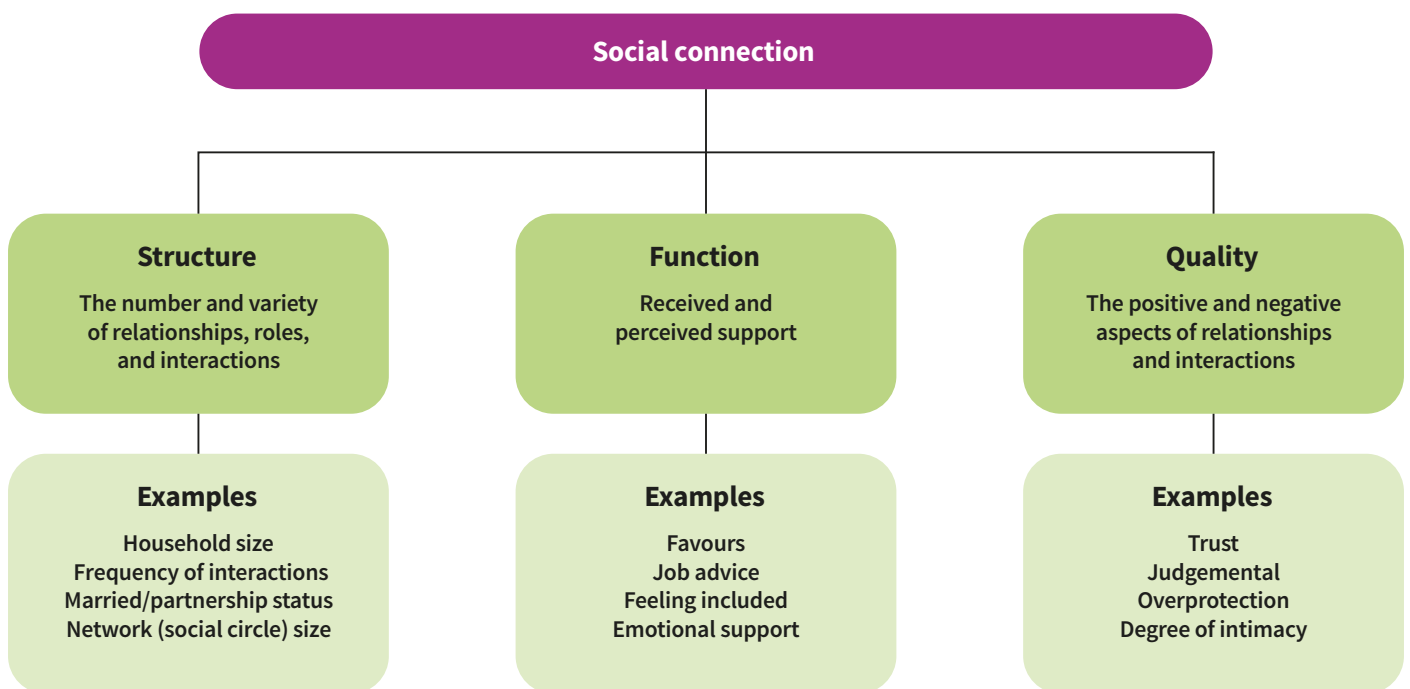 Social connection
Structure
The number and variety
of relationships, roles,
and interactions
Examples
Household size
Frequency of interactions
Married/partnership status
Network (social circle) size
Function
Received and
perceived support
Examples
Favours
Job advice
Feeling included
Emotional support
Quality
The positive and negative
aspects of relationships
and interactions
Examples
Trust
Judgemental
Overprotection
Degree of intimacy